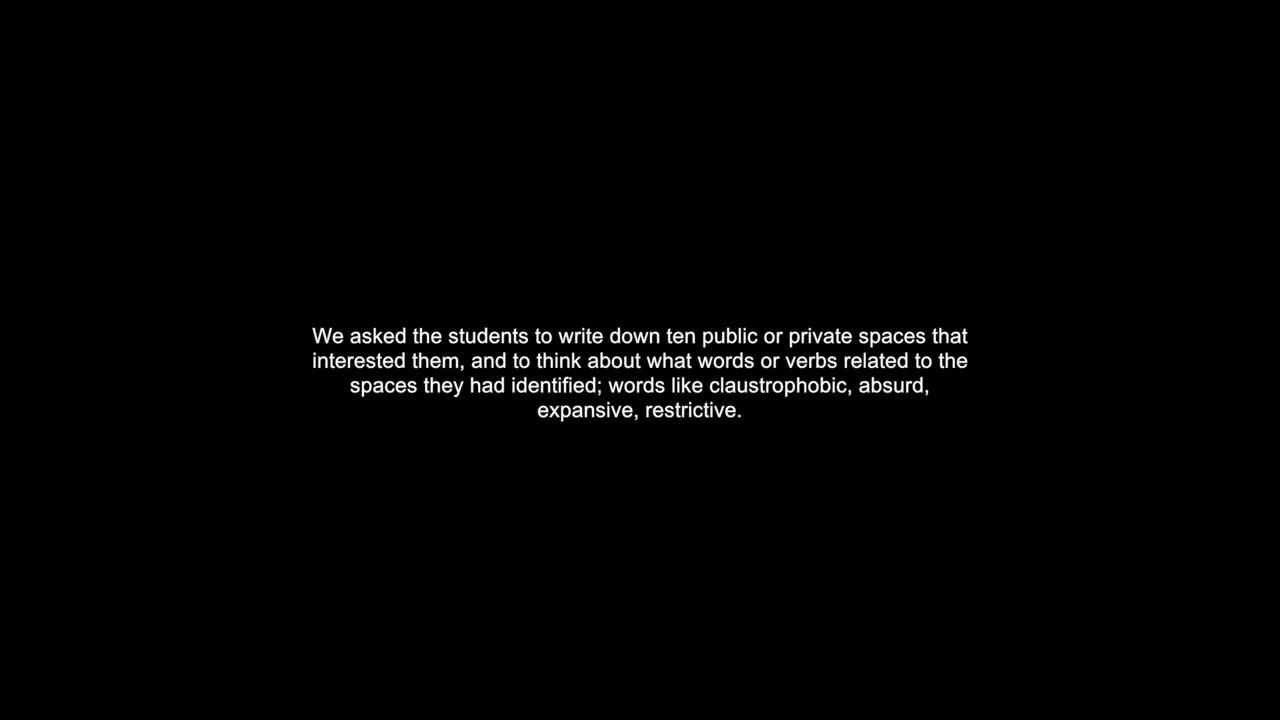 We asked the students to write down ten public or private spaces that
interested them, and to think about what words or verbs related to the
spaces they had identified; words like claustrophobic, absurd,
expansive, restrictive.